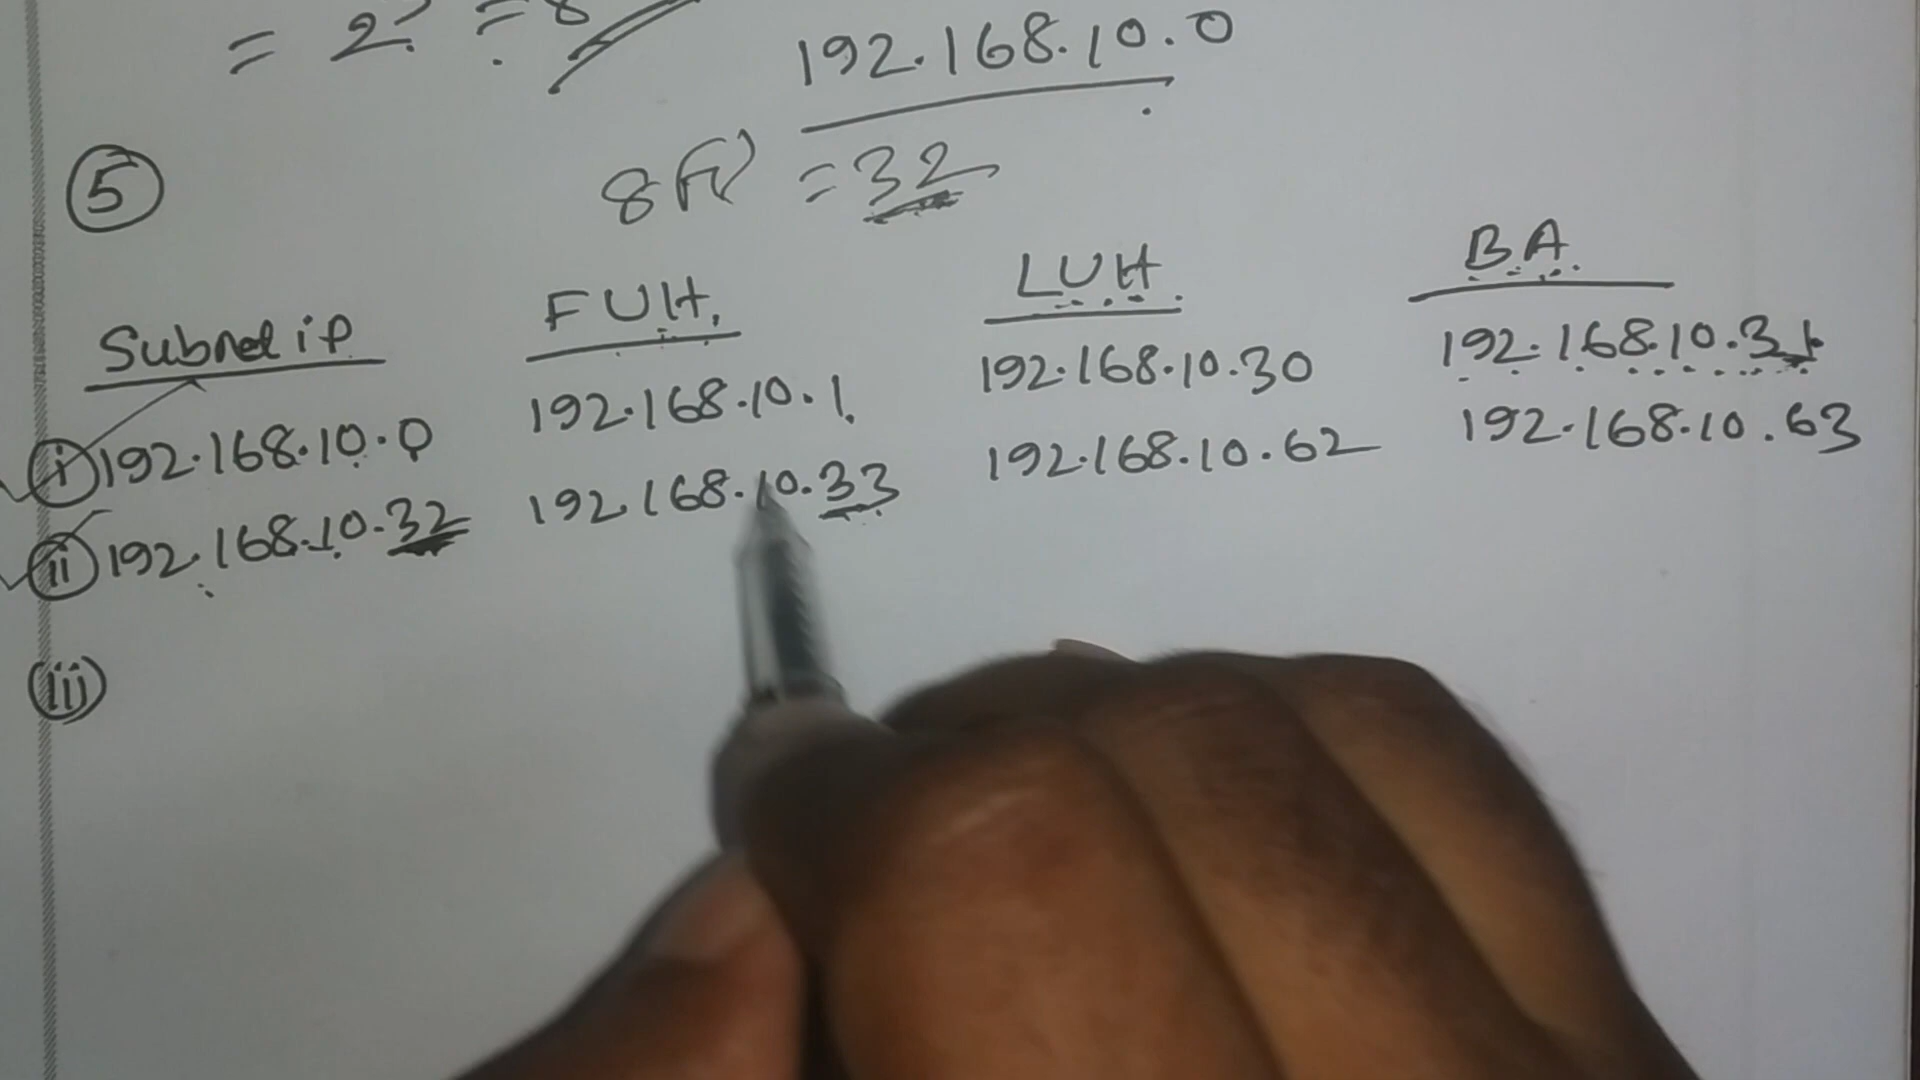 = 2
192.168.10.0
5
= 32
Subnet ip FUH. LUH. B.A.
i 192.168.10.0 192.168.10.1. 192.168.10.30 192.168.10.31
ii 192.168.10.32 192.168.10.33 192.168.10.62 192.168.10.63
(iii)